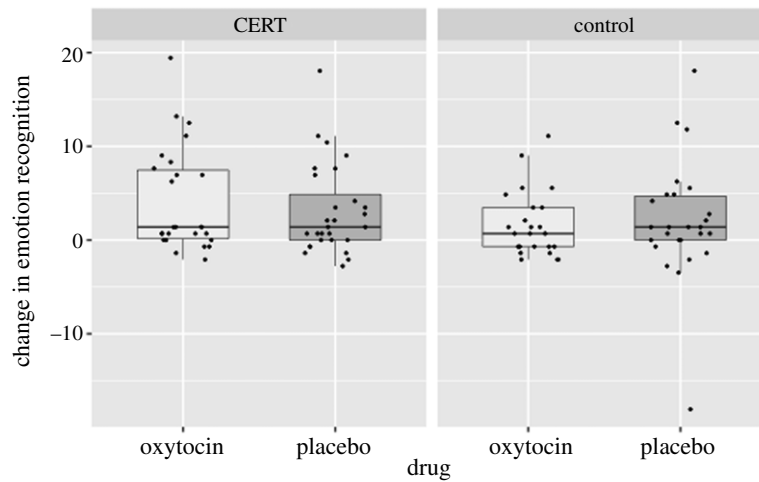 CERT
control
change in emotion recognition
20
10
0
–10
oxytocin
placebo
oxytocin
placebo
drug